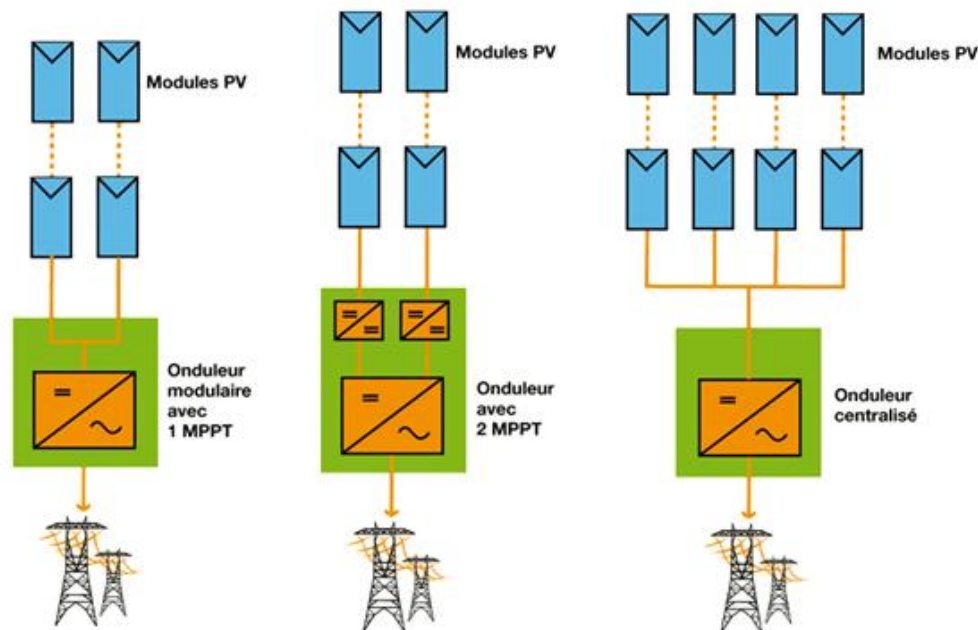 Modules PV
Modules PV
Modules PV
Onduleur
modulaire
avec
1 MPPT
Onduleur
avec
2 MPPT
Onduleur
centralisé